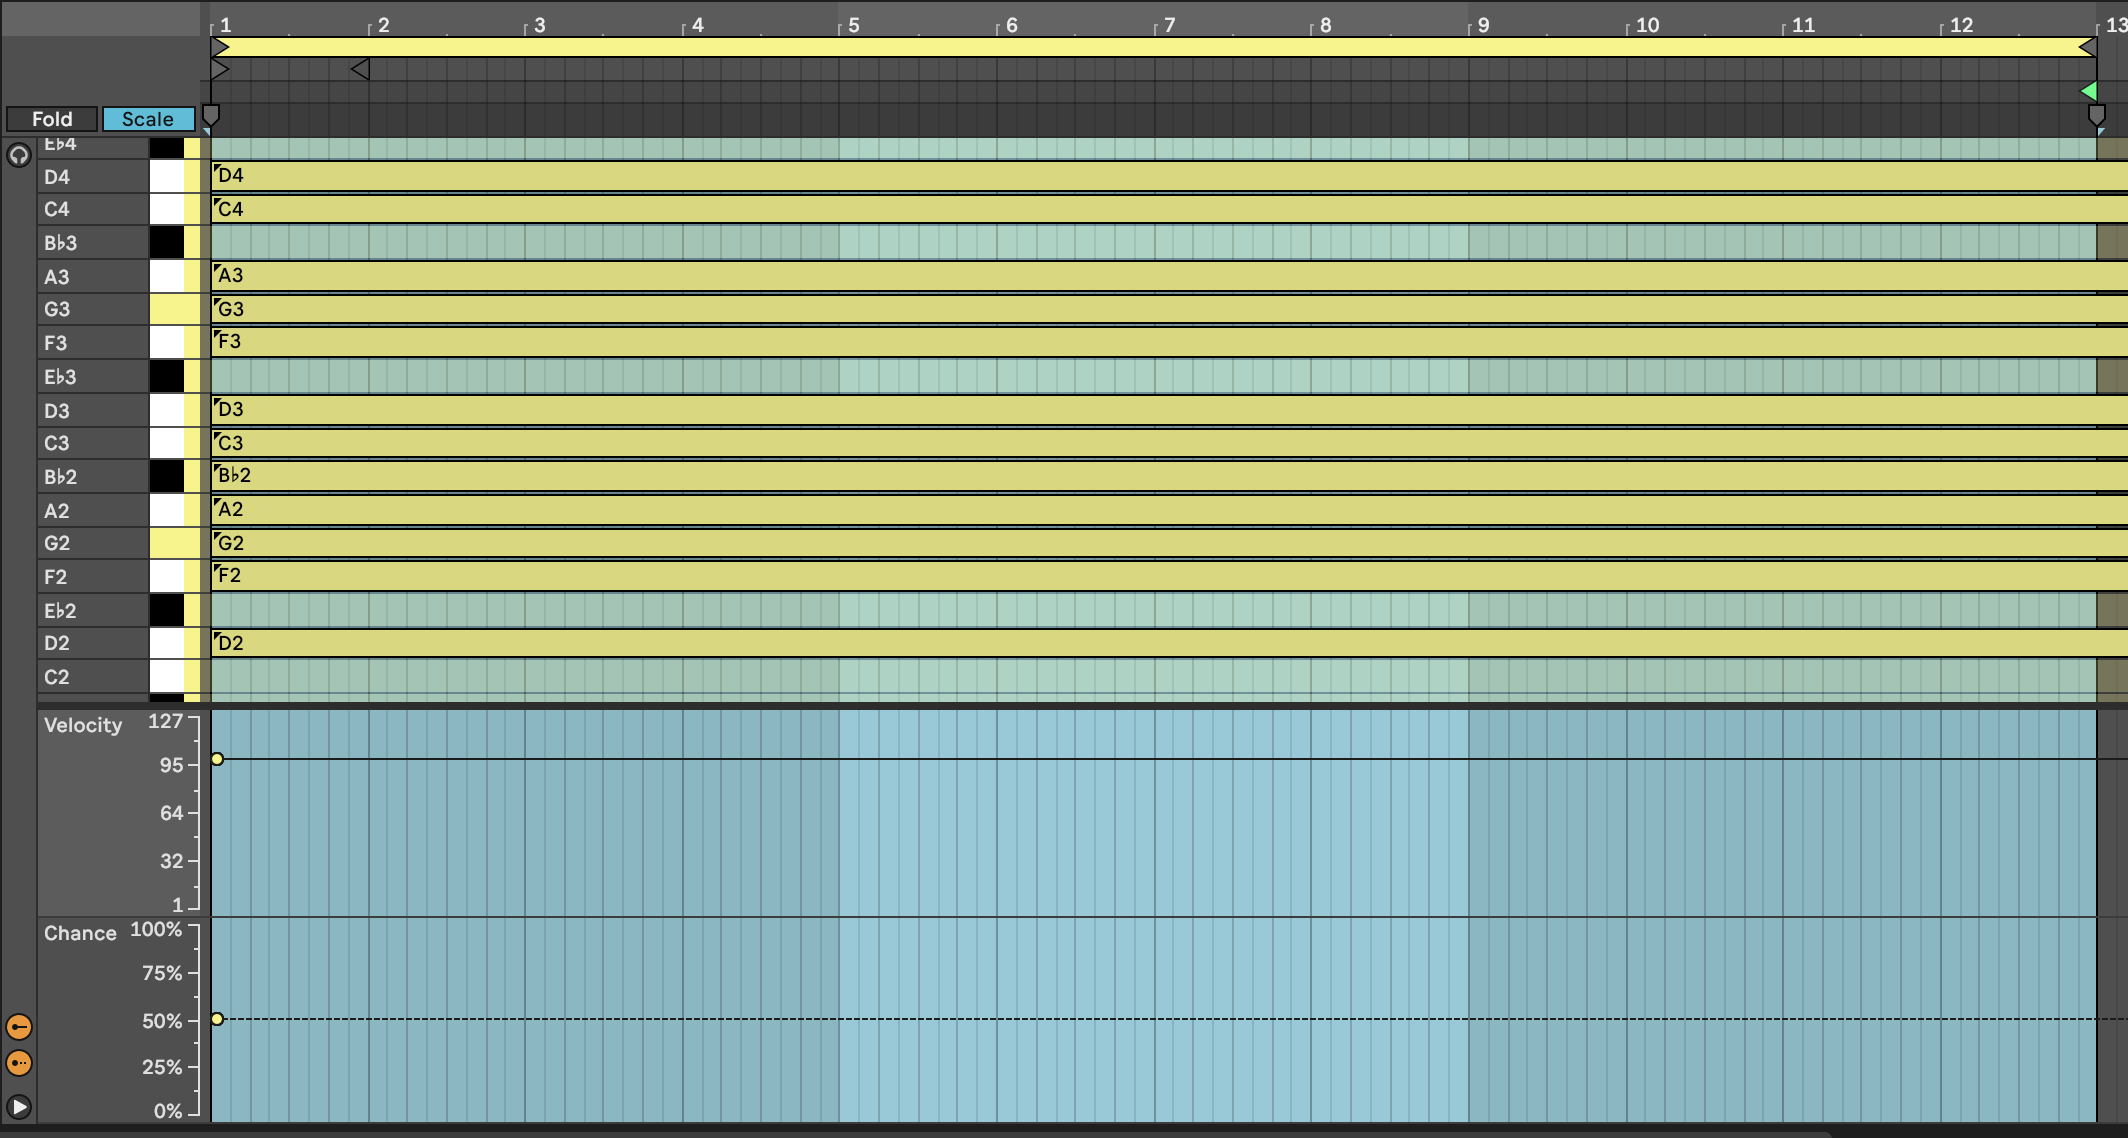 1 2 3 4 5 6 7 8 9 10 11 12 13
Fold Scale
E♭4
D4 D4
C4 C4
B♭3
A3 A3
G3 G3
F3 F3
E♭3
D3 D3
C3 C3
B♭2 B♭2
A2 A2
G2 G2
F2 F2
E♭2
D2 D2
C2
Velocity 127
95
64
32
1
Chance 100%
75%
50%
25%
0%